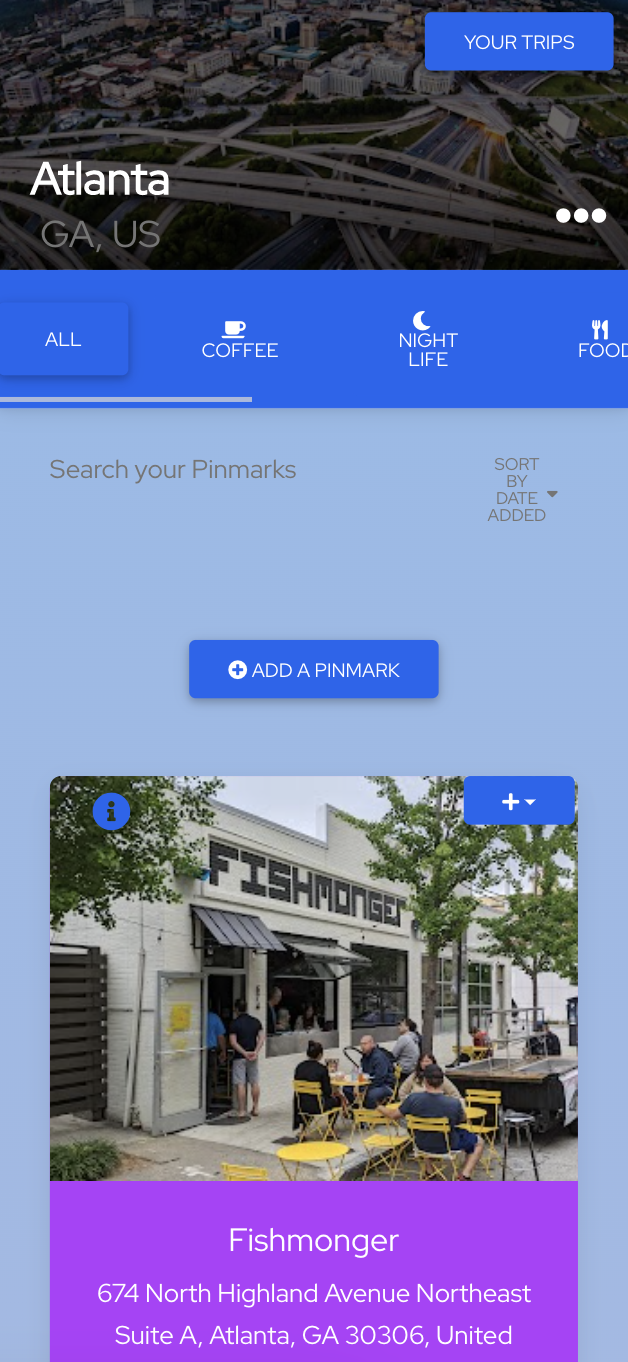 YOUR TRIPS
Atlanta
GA, US
ALL
COFFEE
NIGHT
LIFE
FOOD
Search your Pinmarks
SORT
BY
DATE
ADDED
ADD A PINMARK
FISHMONGER
Fishmonger
674 North Highland Avenue Northeast
Suite A, Atlanta, GA 30306, United